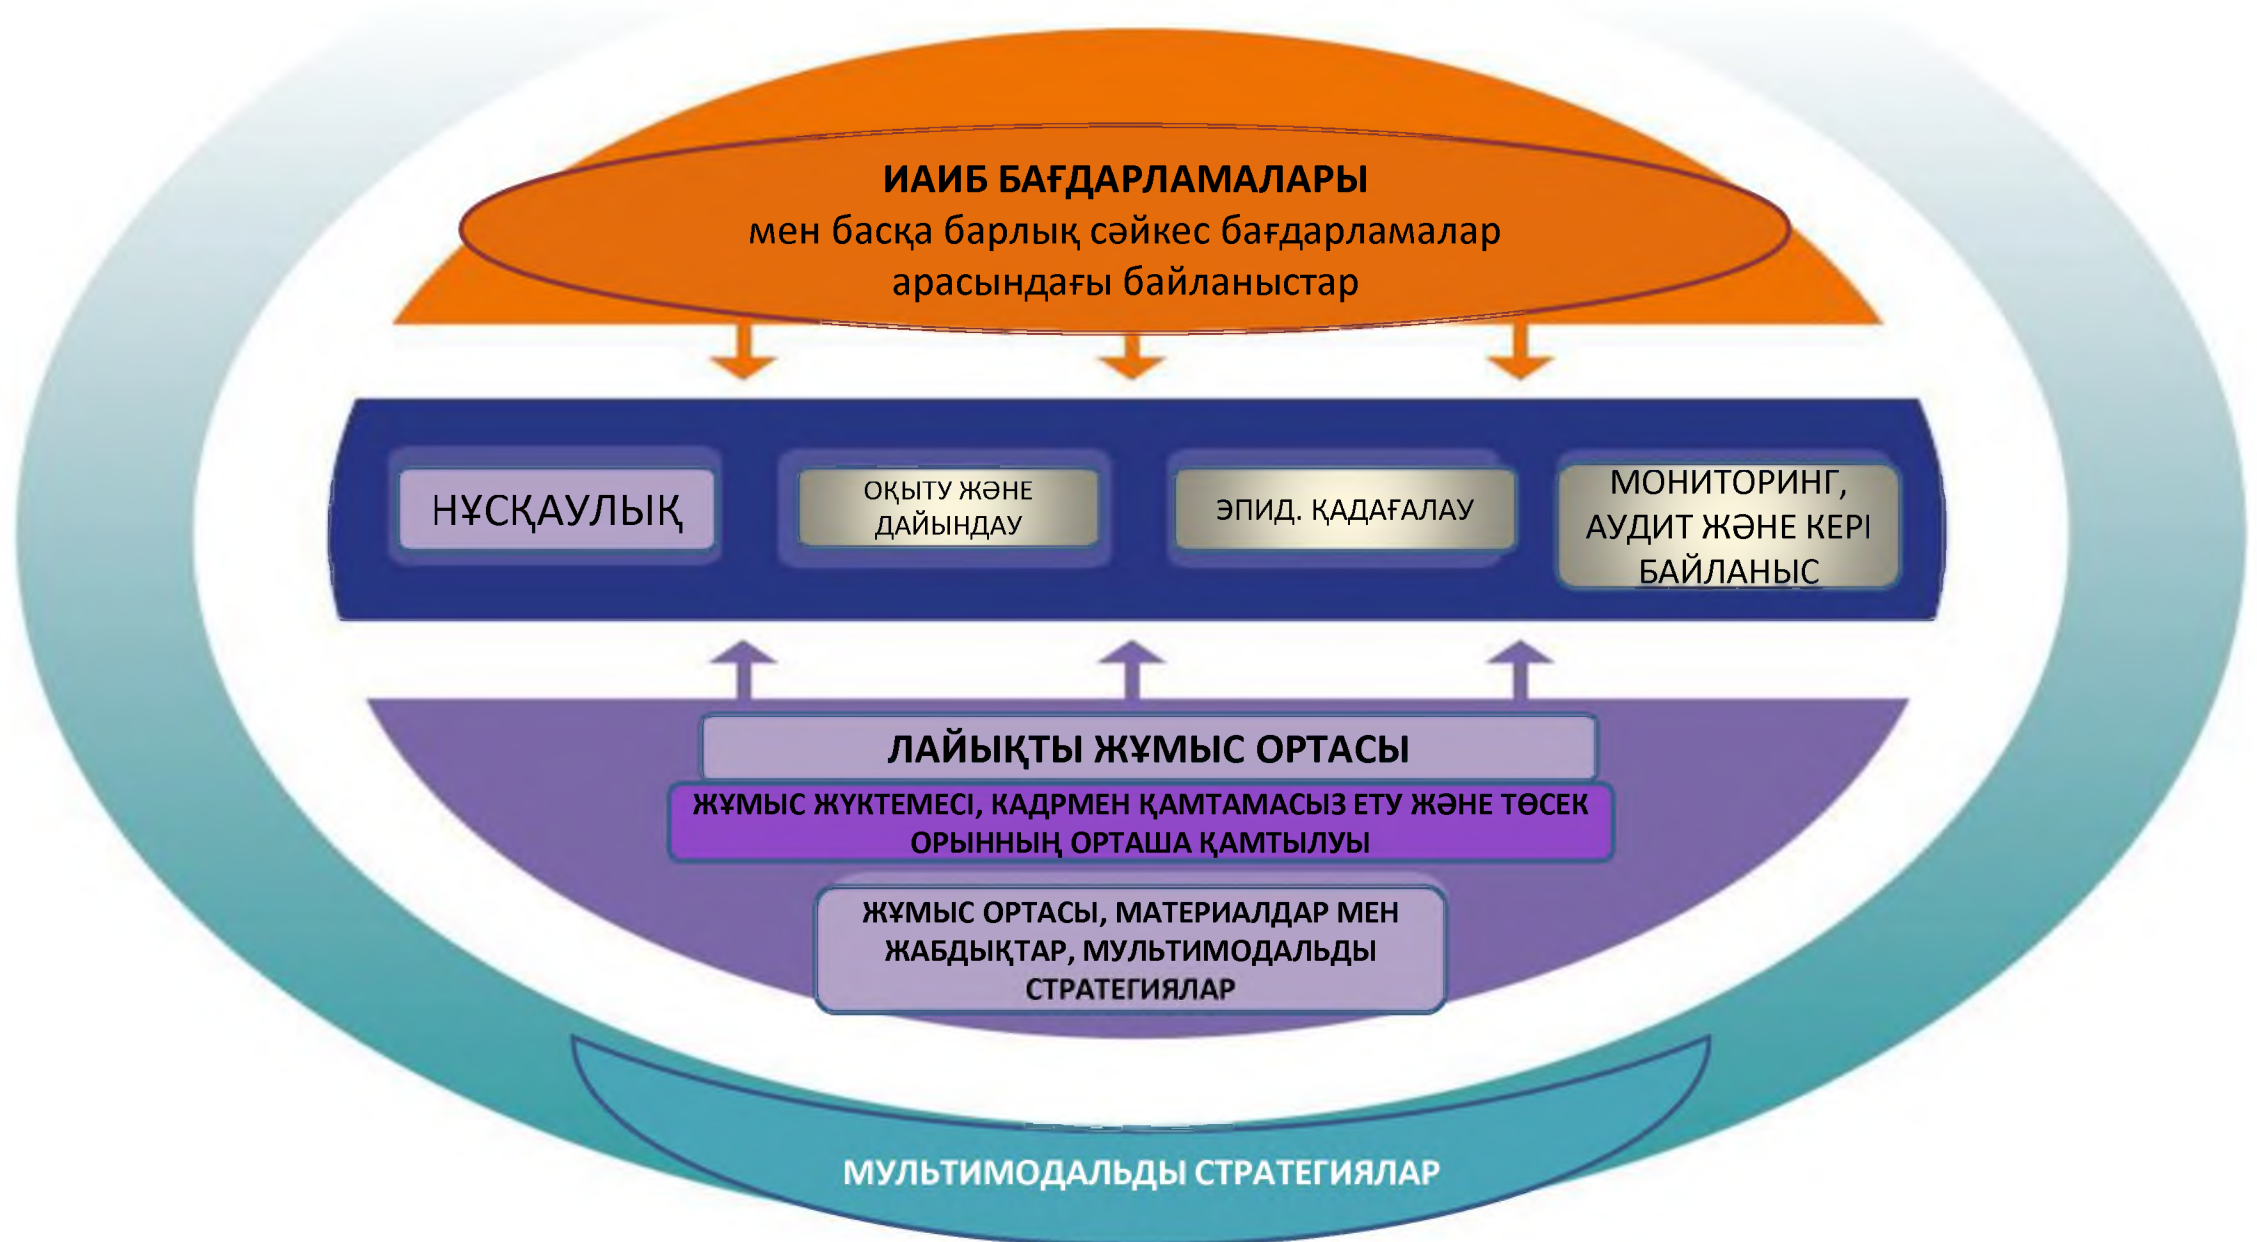 ИАИБ БАҒДАРЛАМАЛАРЫ
мен басқа барлық сәйкес бағдарламалар
арасындағы байланыстар
НҰСҚАУЛЫҚ
ОҚЫТУ ЖӘНЕ
ДАЙЫНДАУ
ЭПИД. ҚАДАҒАЛАУ
МОНИТОРИНГ,
АУДИТ ЖӘНЕ КЕРІ
БАЙЛАНЫС
ЛАЙЫҚТЫ ЖҰМЫС ОРТАСЫ
ЖҰМЫС ЖҮКТЕМЕСІ, КАДРМЕН ҚАМТАМАСЫЗ ЕТУ ЖӘНЕ ТӨСЕК
ОРЫННЫҢ ОРТАША ҚАМТЫЛУЫ
ЖҰМЫС ОРТАСЫ, МАТЕРИАЛДАР МЕН
ЖАБДЫҚТАР, МУЛЬТИМОДАЛЬДЫ
СТРАТЕГИЯЛАР
МУЛЬТИМОДАЛЬДЫ СТРАТЕГИЯЛАР